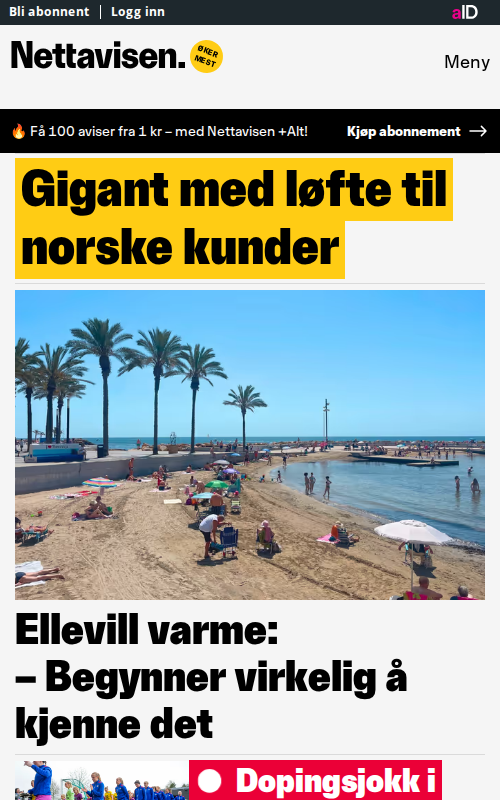 Bli abonnent
Logg inn
aID
Nettavisen.
ØKER
MEST
Meny
🔥 Få 100 aviser fra 1 kr – med Nettavisen +Alt!
Kjøp abonnement →
Gigant med løfte til
norske kunder
Ellevill varme:
– Begynner virkelig å
kjenne det
Dopingsjokk i